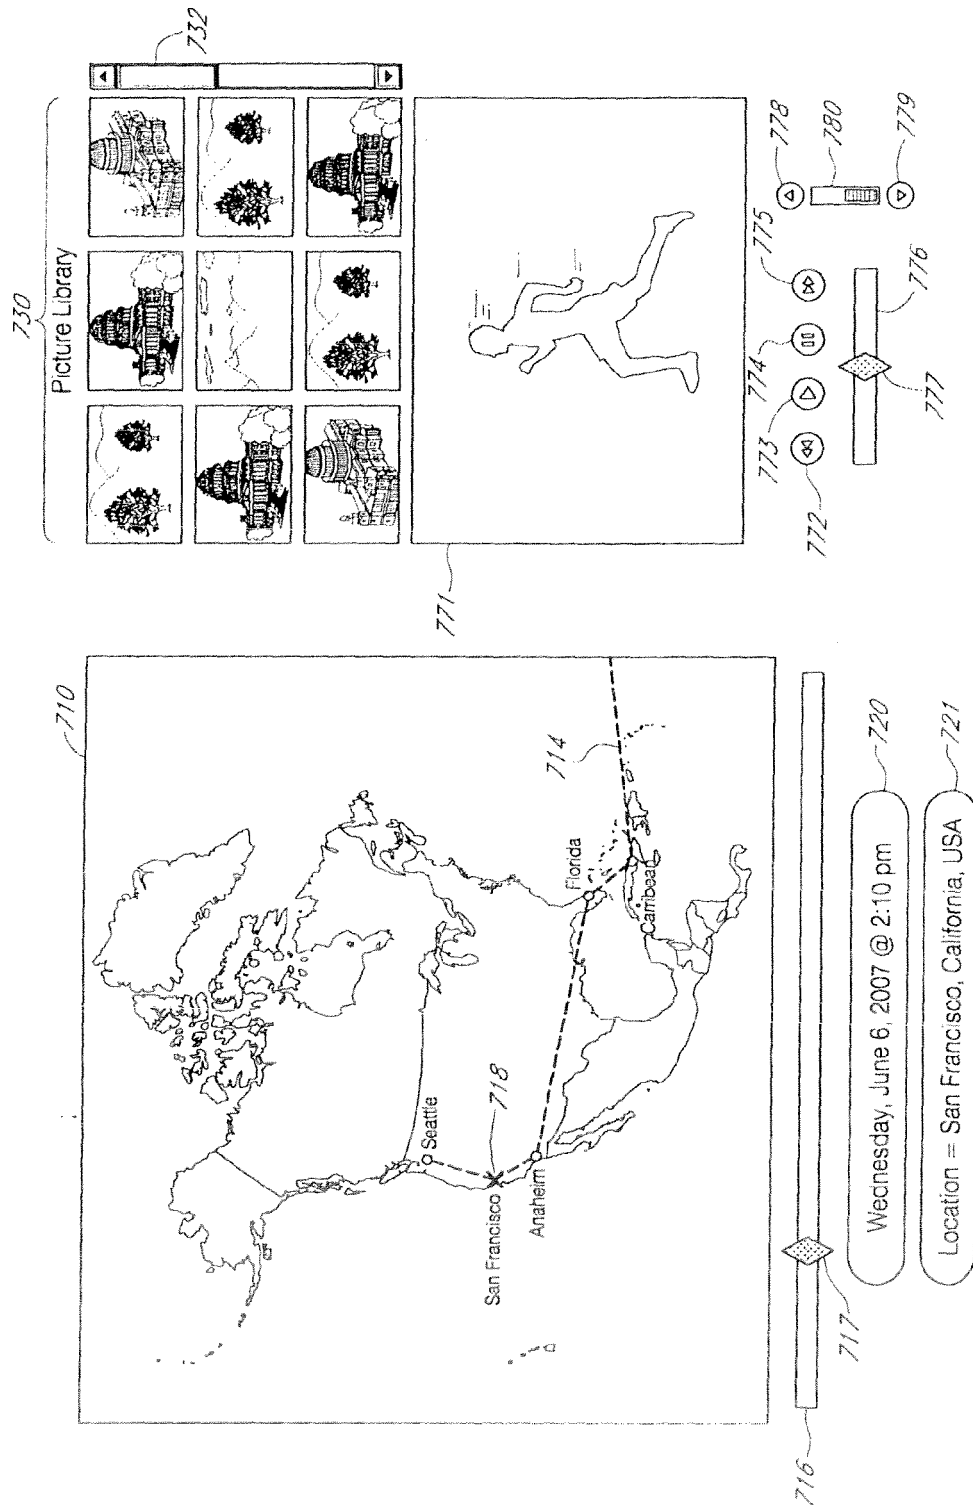 710
714
Seattle
San Francisco
718
Anaheim
Florida
Carribean
716
717
Wednesday, June 6, 2007 @ 2:10 pm
720
Location = San Francisco, California, USA
721
730
Picture Library
732
771
772
773
774
775
776
777
778
780
779